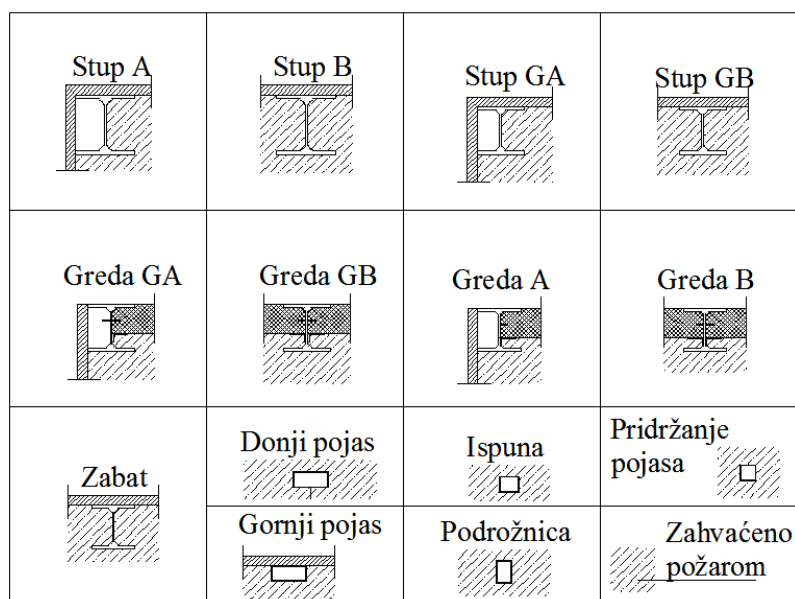 Stup A
Stup B
Stup GA
Stup GB
Greda GA
Greda GB
Greda A
Greda B
Zabat
Donji pojas
Ispuna
Pridržanje
pojasa
Gornji pojas
Podrožnica
Zahvaćeno
požarom